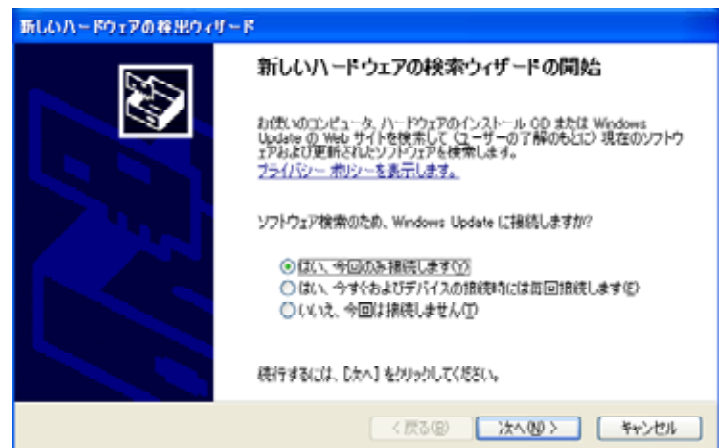 新しいハードウェアの検出ウィザード
新しいハードウェアの検索ウィザードの開始
お使いのコンピュータ、ハードウェアのインストール CD または Windows
Update の Web サイトを検索して (ユーザーの了解のもとに) 現在のソフトウ
ェアおよび更新されたソフトウェアを検索します。
プライバシー ポリシーを表示します。
ソフトウェア検索のため、Windows Update に接続しますか?
はい、今回のみ接続します(Y)
はい、今すぐおよびデバイスの接続時には毎回接続します(E)
いいえ、今回は接続しません(T)
続行するには、[次へ] をクリックしてください。
< 戻る(B)
次へ(N) >
キャンセル